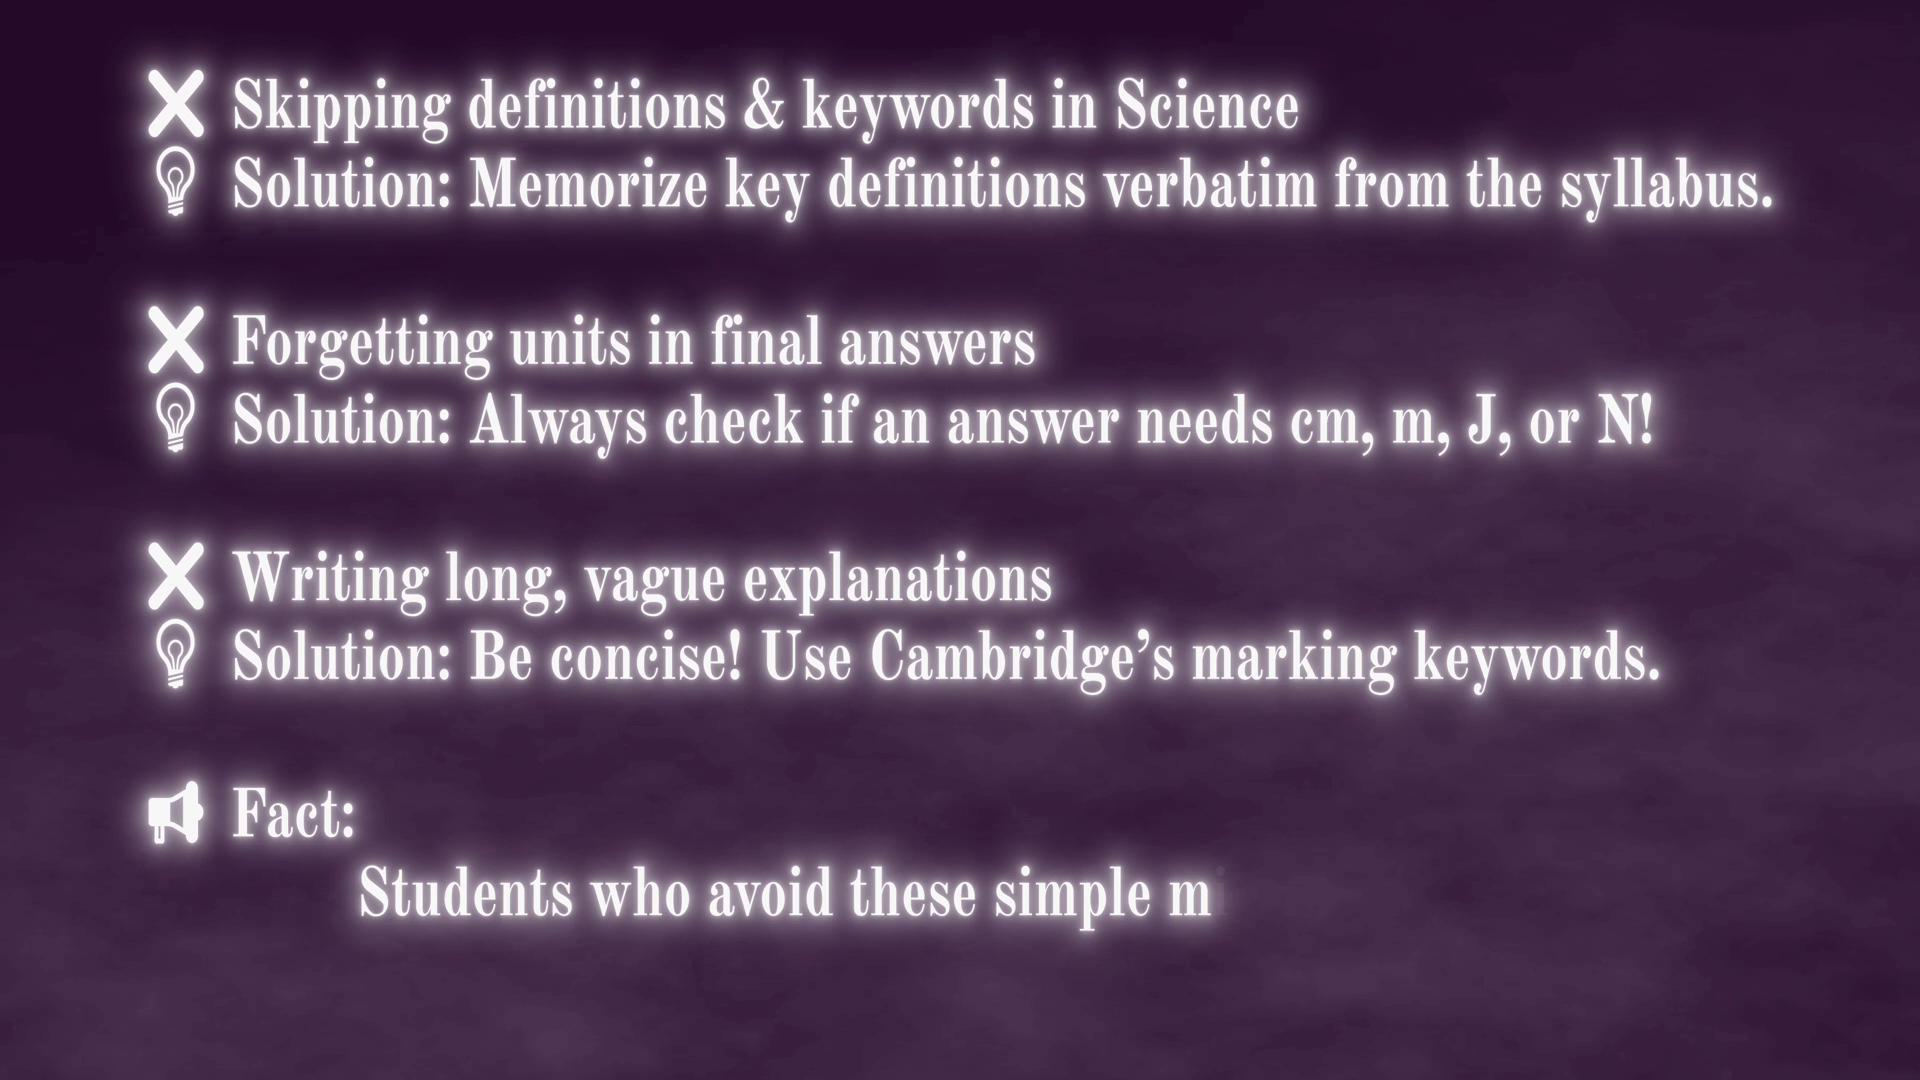 ❌ Skipping definitions & keywords in Science
💡 Solution: Memorize key definitions verbatim from the syllabus.
❌ Forgetting units in final answers
💡 Solution: Always check if an answer needs cm, m, J, or N!
❌ Writing long, vague explanations
💡 Solution: Be concise! Use Cambridge’s marking keywords.
📢 Fact:
Students who avoid these simple m